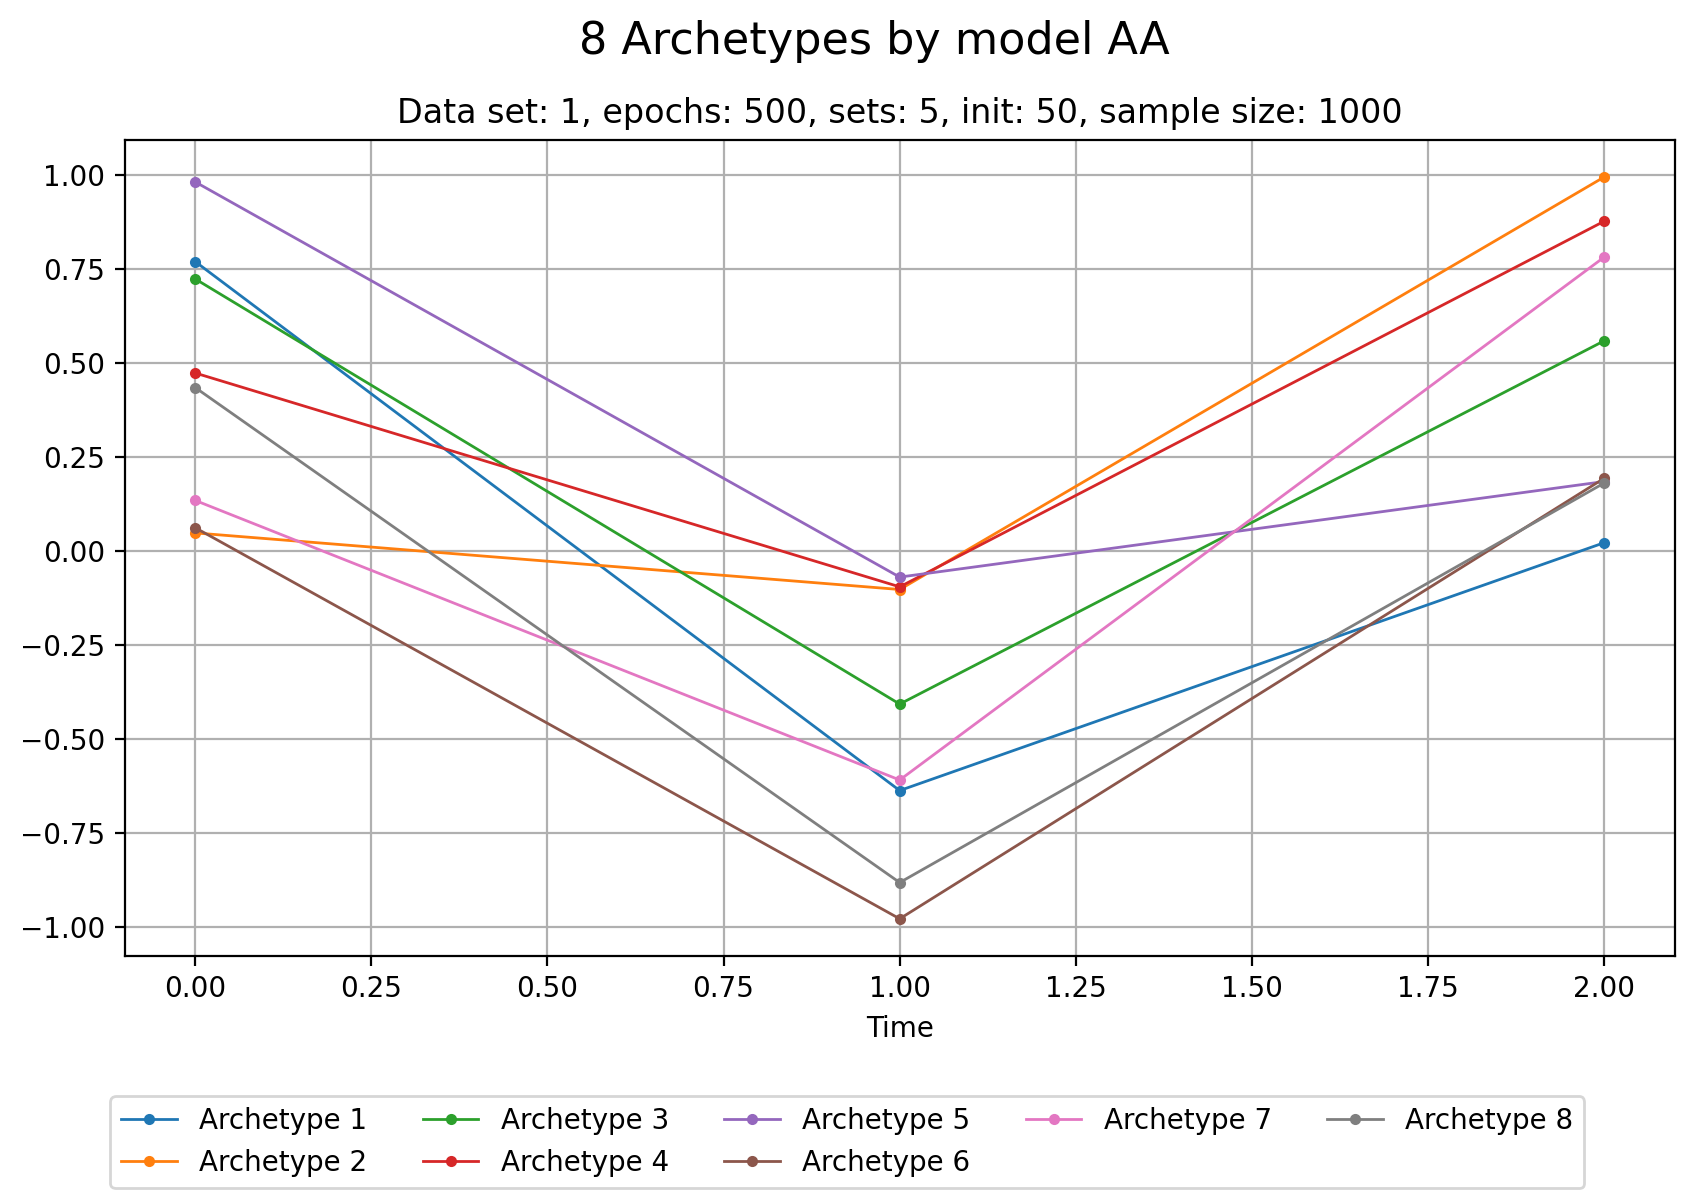 8 Archetypes by model AA
Data set: 1, epochs: 500, sets: 5, init: 50, sample size: 1000
1.00
0.75
0.50
0.25
0.00
−0.25
−0.50
−0.75
−1.00
0.00 0.25 0.50 0.75 1.00 1.25 1.50 1.75 2.00
Time
Archetype 1 Archetype 3 Archetype 5 Archetype 7 Archetype 8
Archetype 2 Archetype 4 Archetype 6